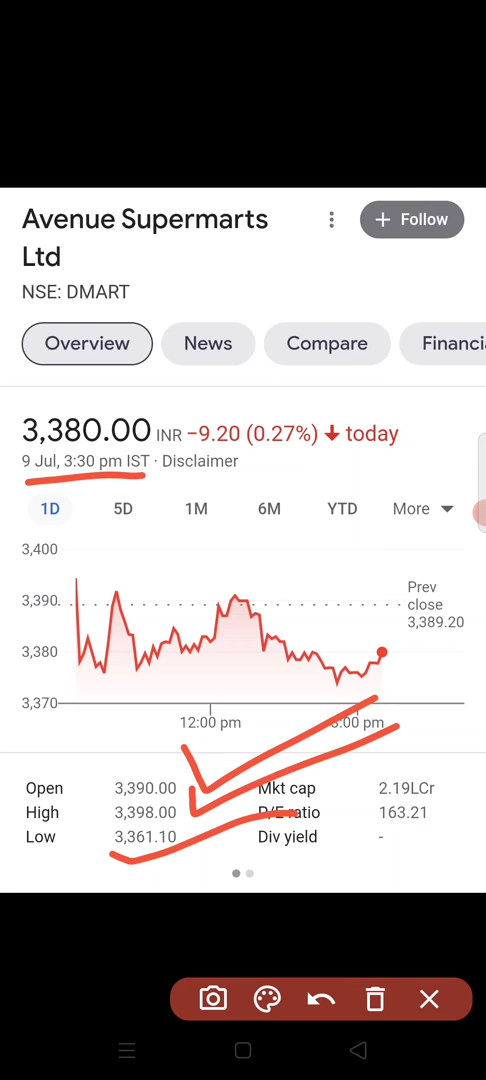 Avenue Supermarts
Ltd
+ Follow
NSE: DMART
Overview
News
Compare
Financi
3,380.00 INR −9.20 (0.27%) ↓ today
9 Jul, 3:30 pm IST · Disclaimer
1D 5D 1M 6M YTD More
3,400
3,390
3,380
3,370
Prev
close
3,389.20
12:00 pm 3:00 pm
Open 3,390.00 Mkt cap 2.19LCr
High 3,398.00 P/E ratio 163.21
Low 3,361.10 Div yield -